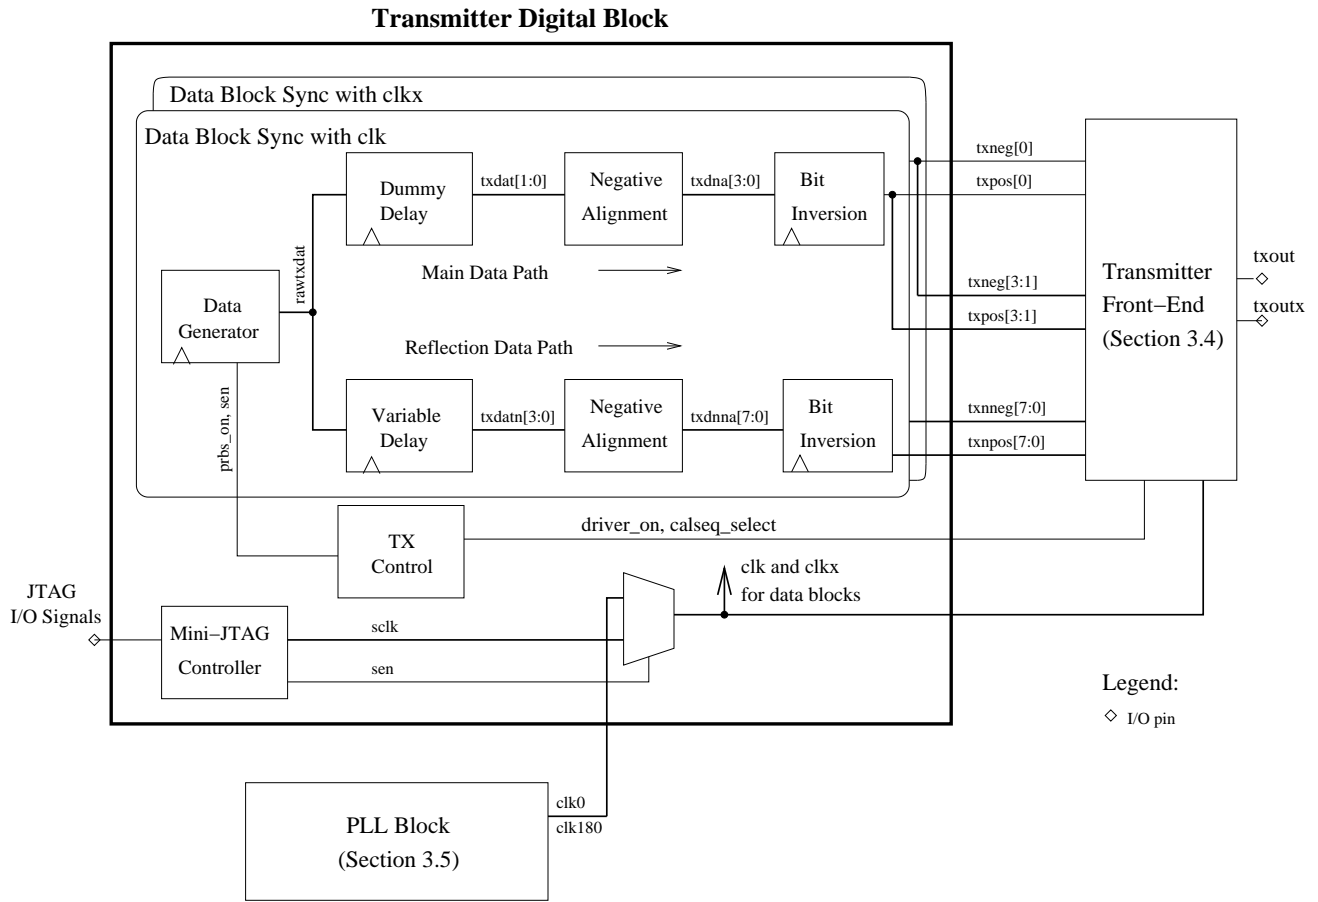 Transmitter Digital Block
Data Block Sync with clkx
Data Block Sync with clk
Dummy
Delay
txdat[1:0]
Negative
Alignment
txdna[3:0]
Bit
Inversion
txneg[0]
txpos[0]
rawtxdat
Main Data Path
Data
Generator
Reflection Data Path
txneg[3:1]
txpos[3:1]
Transmitter
Front−End
(Section 3.4)
txout
txoutx
prbs_on, sen
Variable
Delay
txdatn[3:0]
Negative
Alignment
txdnna[7:0]
Bit
Inversion
txnneg[7:0]
txnpos[7:0]
TX
Control
driver_on, calseq_select
clk and clkx
for data blocks
JTAG
I/O Signals
Mini−JTAG
Controller
sclk
sen
Legend:
I/O pin
PLL Block
(Section 3.5)
clk0
clk180